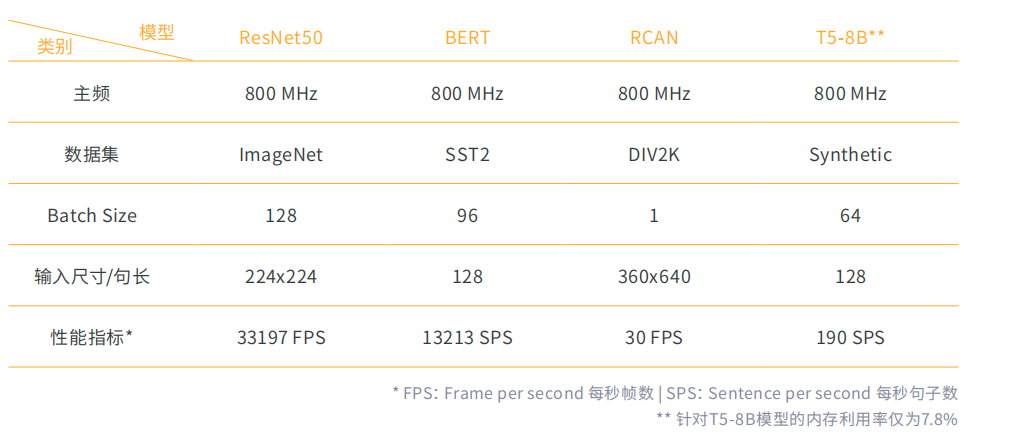 类别 模型 ResNet50 BERT RCAN T5-8B**
主频 800 MHz 800 MHz 800 MHz 800 MHz
数据集 ImageNet SST2 DIV2K Synthetic
Batch Size 128 96 1 64
输入尺寸/句长 224x224 128 360x640 128
性能指标* 33197 FPS 13213 SPS 30 FPS 190 SPS
* FPS: Frame per second 每秒帧数 | SPS: Sentence per second 每秒句子数
** 针对T5-8B模型的内存利用率仅为7.8%